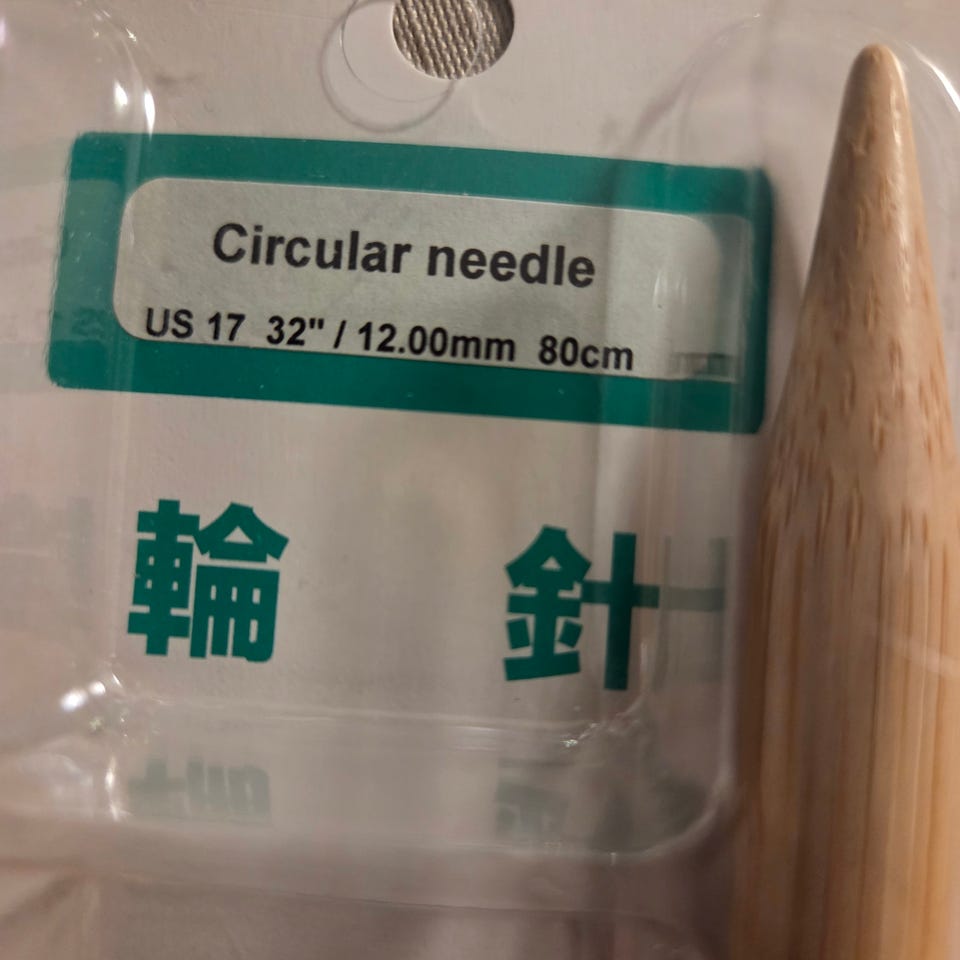 Circular needle
US 17 32" / 12.00mm 80cm
輪 針